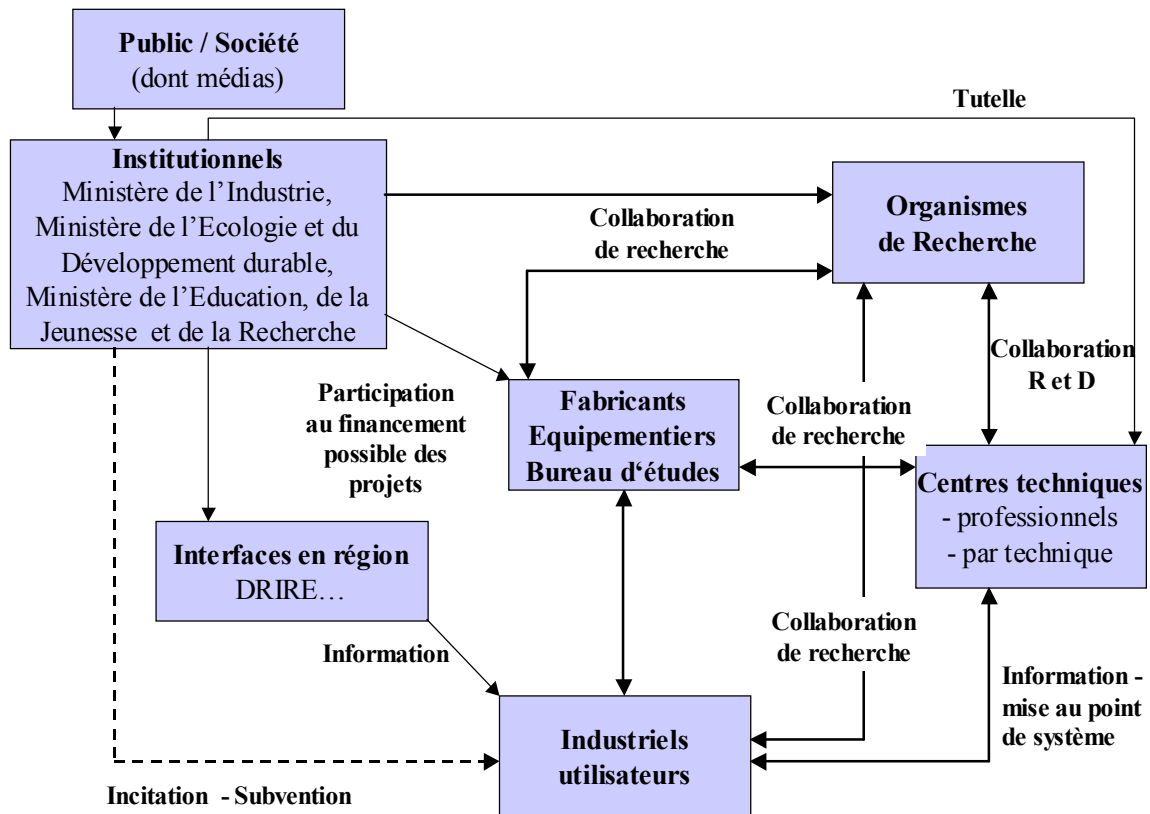 Public / Société
(dont médias)
Tutelle
Institutionnels
Ministère de l’Industrie,
Ministère de l’Ecologie et du
Développement durable,
Ministère de l’Education, de la
Jeunesse et de la Recherche
Organismes
de Recherche
Collaboration
de recherche
Collaboration
R et D
Participation
au financement
possible des
projets
Fabricants
Equipementiers
Bureau d‘études
Collaboration
de recherche
Centres techniques
- professionnels
- par technique
Interfaces en région
DRIRE…
Information
Collaboration
de recherche
Information -
mise au point
de système
Industriels
utilisateurs
Incitation - Subvention